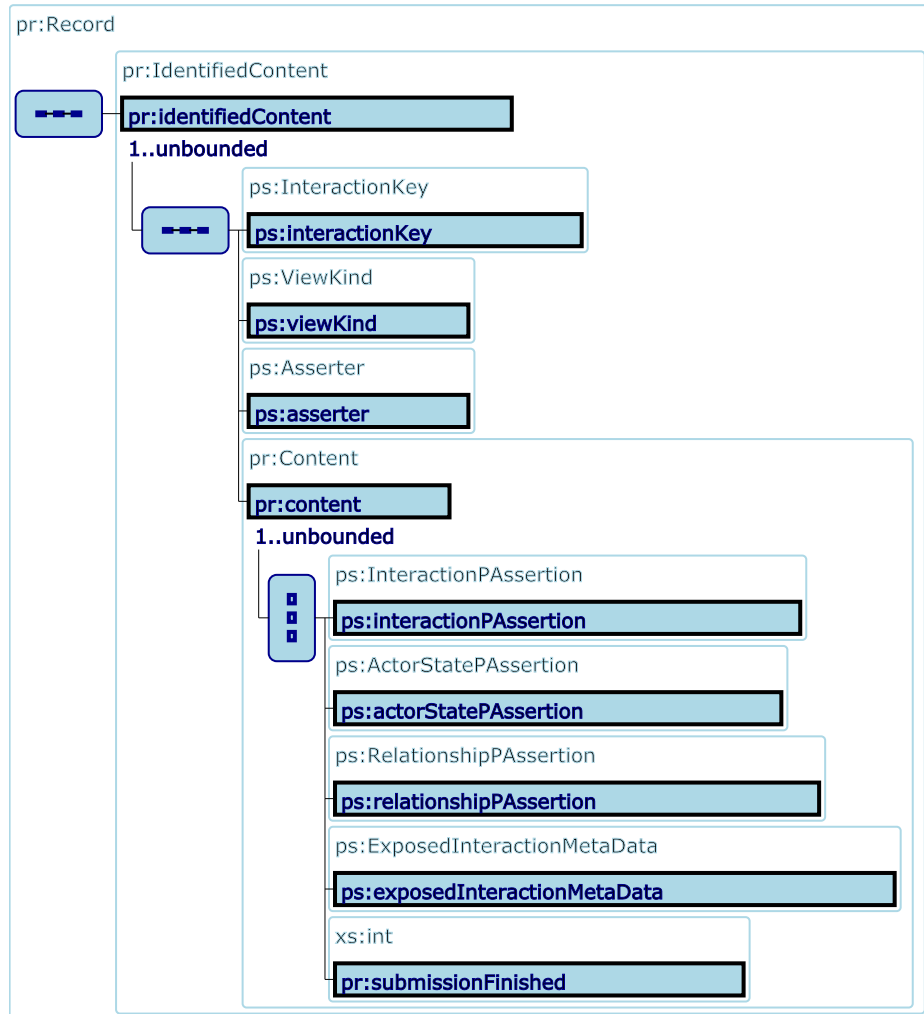 pr:Record
pr:IdentifiedContent
pr:identifiedContent
1..unbounded
ps:InteractionKey
ps:interactionKey
ps:ViewKind
ps:viewKind
ps:Asserter
ps:asserter
pr:Content
pr:content
1..unbounded
ps:InteractionPAssertion
ps:interactionPAssertion
ps:ActorStatePAssertion
ps:actorStatePAssertion
ps:RelationshipPAssertion
ps:relationshipPAssertion
ps:ExposedInteractionMetaData
ps:exposedInteractionMetaData
xs:int
pr:submissionFinished